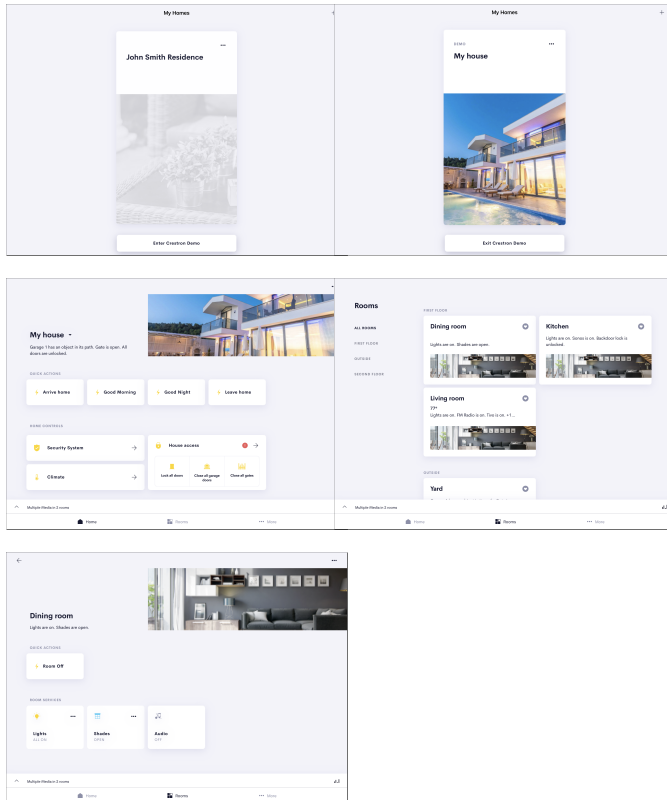 My Homes
John Smith Residence
Enter Crestron Demo
My Homes
DEMO
My house
Exit Crestron Demo
My house
Garage 1 has an object in its path. Gate is open. All
doors are unlocked.
QUICK ACTIONS
Arrive home
Good Morning
Good Night
Leave home
HOME CONTROLS
Security System
Climate
House access
Lock all doors
Close all garage
doors
Close all gates
Multiple Media in 2 rooms
Home
Rooms
More
Rooms
ALL ROOMS
FIRST FLOOR
OUTSIDE
SECOND FLOOR
FIRST FLOOR
Dining room
Lights are on. Shades are open.
Kitchen
Lights are on. Sonos is on. Backdoor lock is
unlocked.
Living room
77°
Lights are on. FM Radio is on. Fire is on. +1...
OUTSIDE
Yard
Multiple Media in 2 rooms
Home
Rooms
More
Dining room
Lights are on. Shades are open.
QUICK ACTIONS
Room Off
ROOM SERVICES
Lights
ALL ON
Shades
OPEN
Audio
OFF
Multiple Media in 2 rooms
Home
Rooms
More